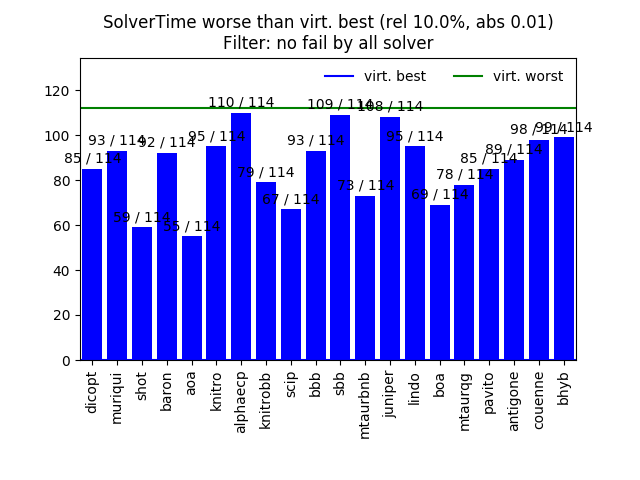 SolverTime worse than virt. best (rel 10.0%, abs 0.01)
Filter: no fail by all solver
virt. best
virt. worst
120
100
80
60
40
20
0
85 / 114
93 / 114
59 / 114
92 / 114
55 / 114
95 / 114
110 / 114
79 / 114
67 / 114
93 / 114
109 / 114
73 / 114
108 / 114
95 / 114
69 / 114
78 / 114
85 / 114
89 / 114
98 / 114
99 / 114
dicopt
muriqui
shot
baron
aoa
knitro
alphaecp
knitrobb
scip
bbb
sbb
mtaurbnb
juniper
lindo
boa
mtaurqg
pavito
antigone
couenne
bhyb